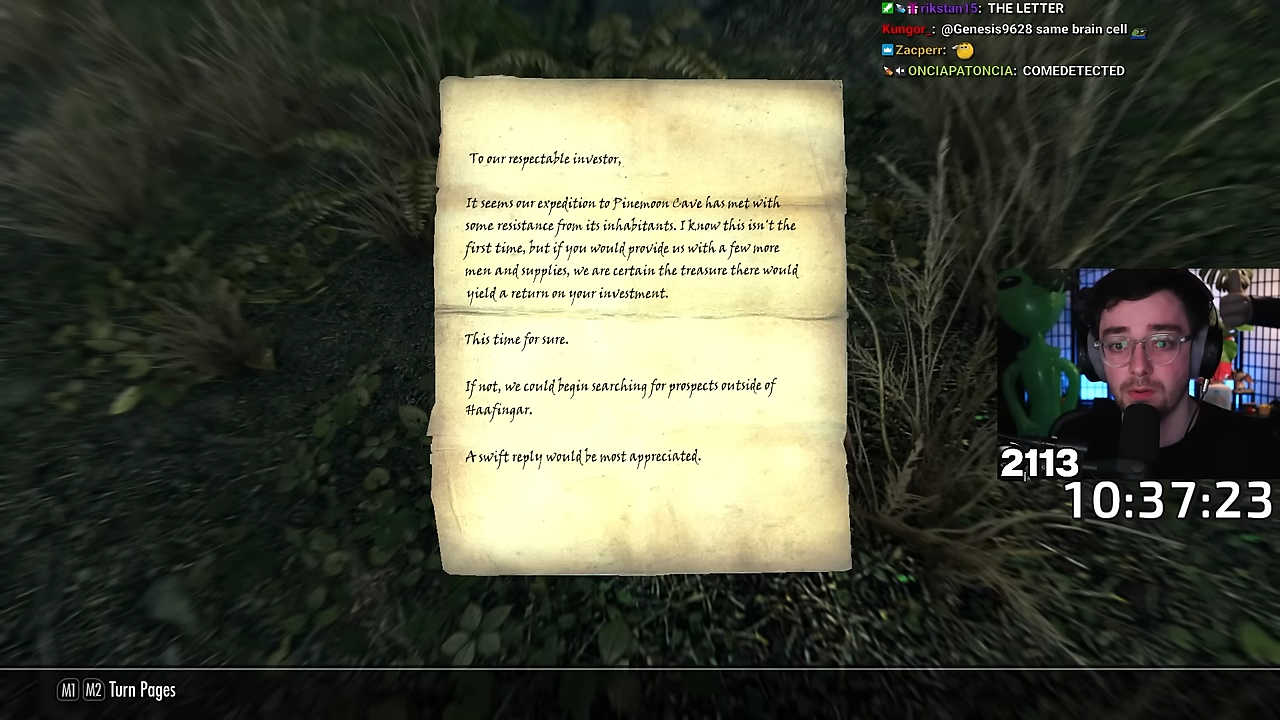 rikstan15: THE LETTER
Kungor_: @Genesis9628 same brain cell
Zacperr:
ONCIAPATONCIA: COMEDETECTED
To our respectable investor,
It seems our expedition to Pinemoon Cave has met with
some resistance from its inhabitants. I know this isn't the
first time, but if you would provide us with a few more
men and supplies, we are certain the treasure there would
yield a return on your investment.
This time for sure.
If not, we could begin searching for prospects outside of
Haafingar.
A swift reply would be most appreciated.
2113
10:37:23
M1 M2 Turn Pages